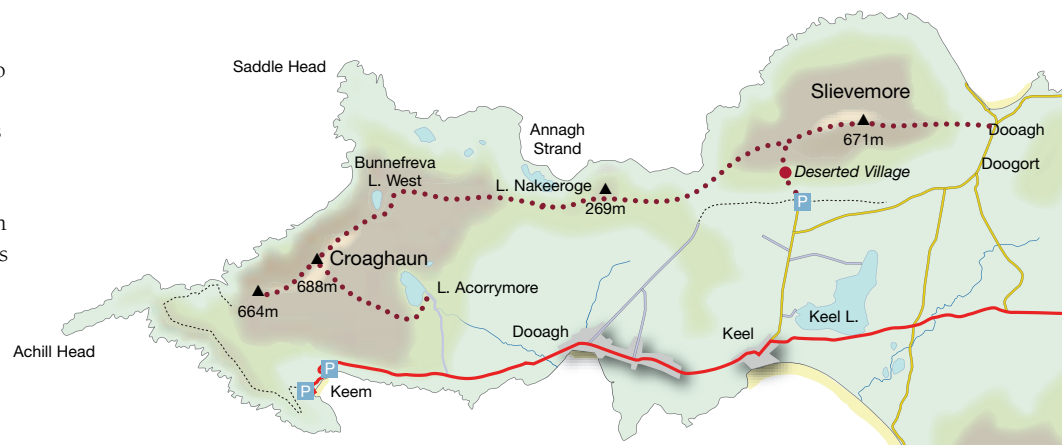 Saddle Head
Slievemore
Annagh
Strand
671m
Dooagh
Bunnefreva
L. West
Doogort
L. Nakeeroge
Deserted Village
269m
P
Croaghaun
688m
L. Acorrymore
664m
Keel L.
Dooagh
Keel
Achill Head
P
P
Keem